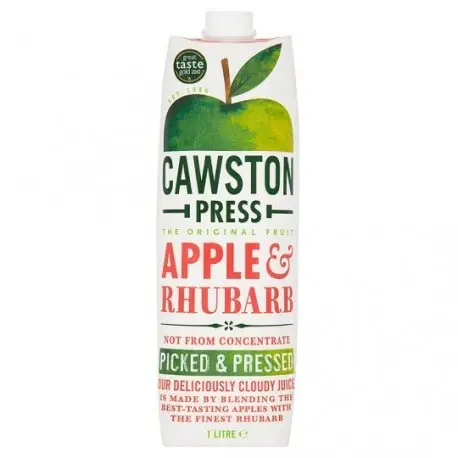 great
taste
gold 2011
EST. 1986
CAWSTON
PRESS
THE ORIGINAL FRUIT
APPLE &
RHUBARB
NOT FROM CONCENTRATE
PICKED & PRESSED
OUR DELICIOUSLY CLOUDY JUICE
IS MADE BY BLENDING THE
BEST-TASTING APPLES WITH
THE FINEST RHUBARB
1 LITRE ℮